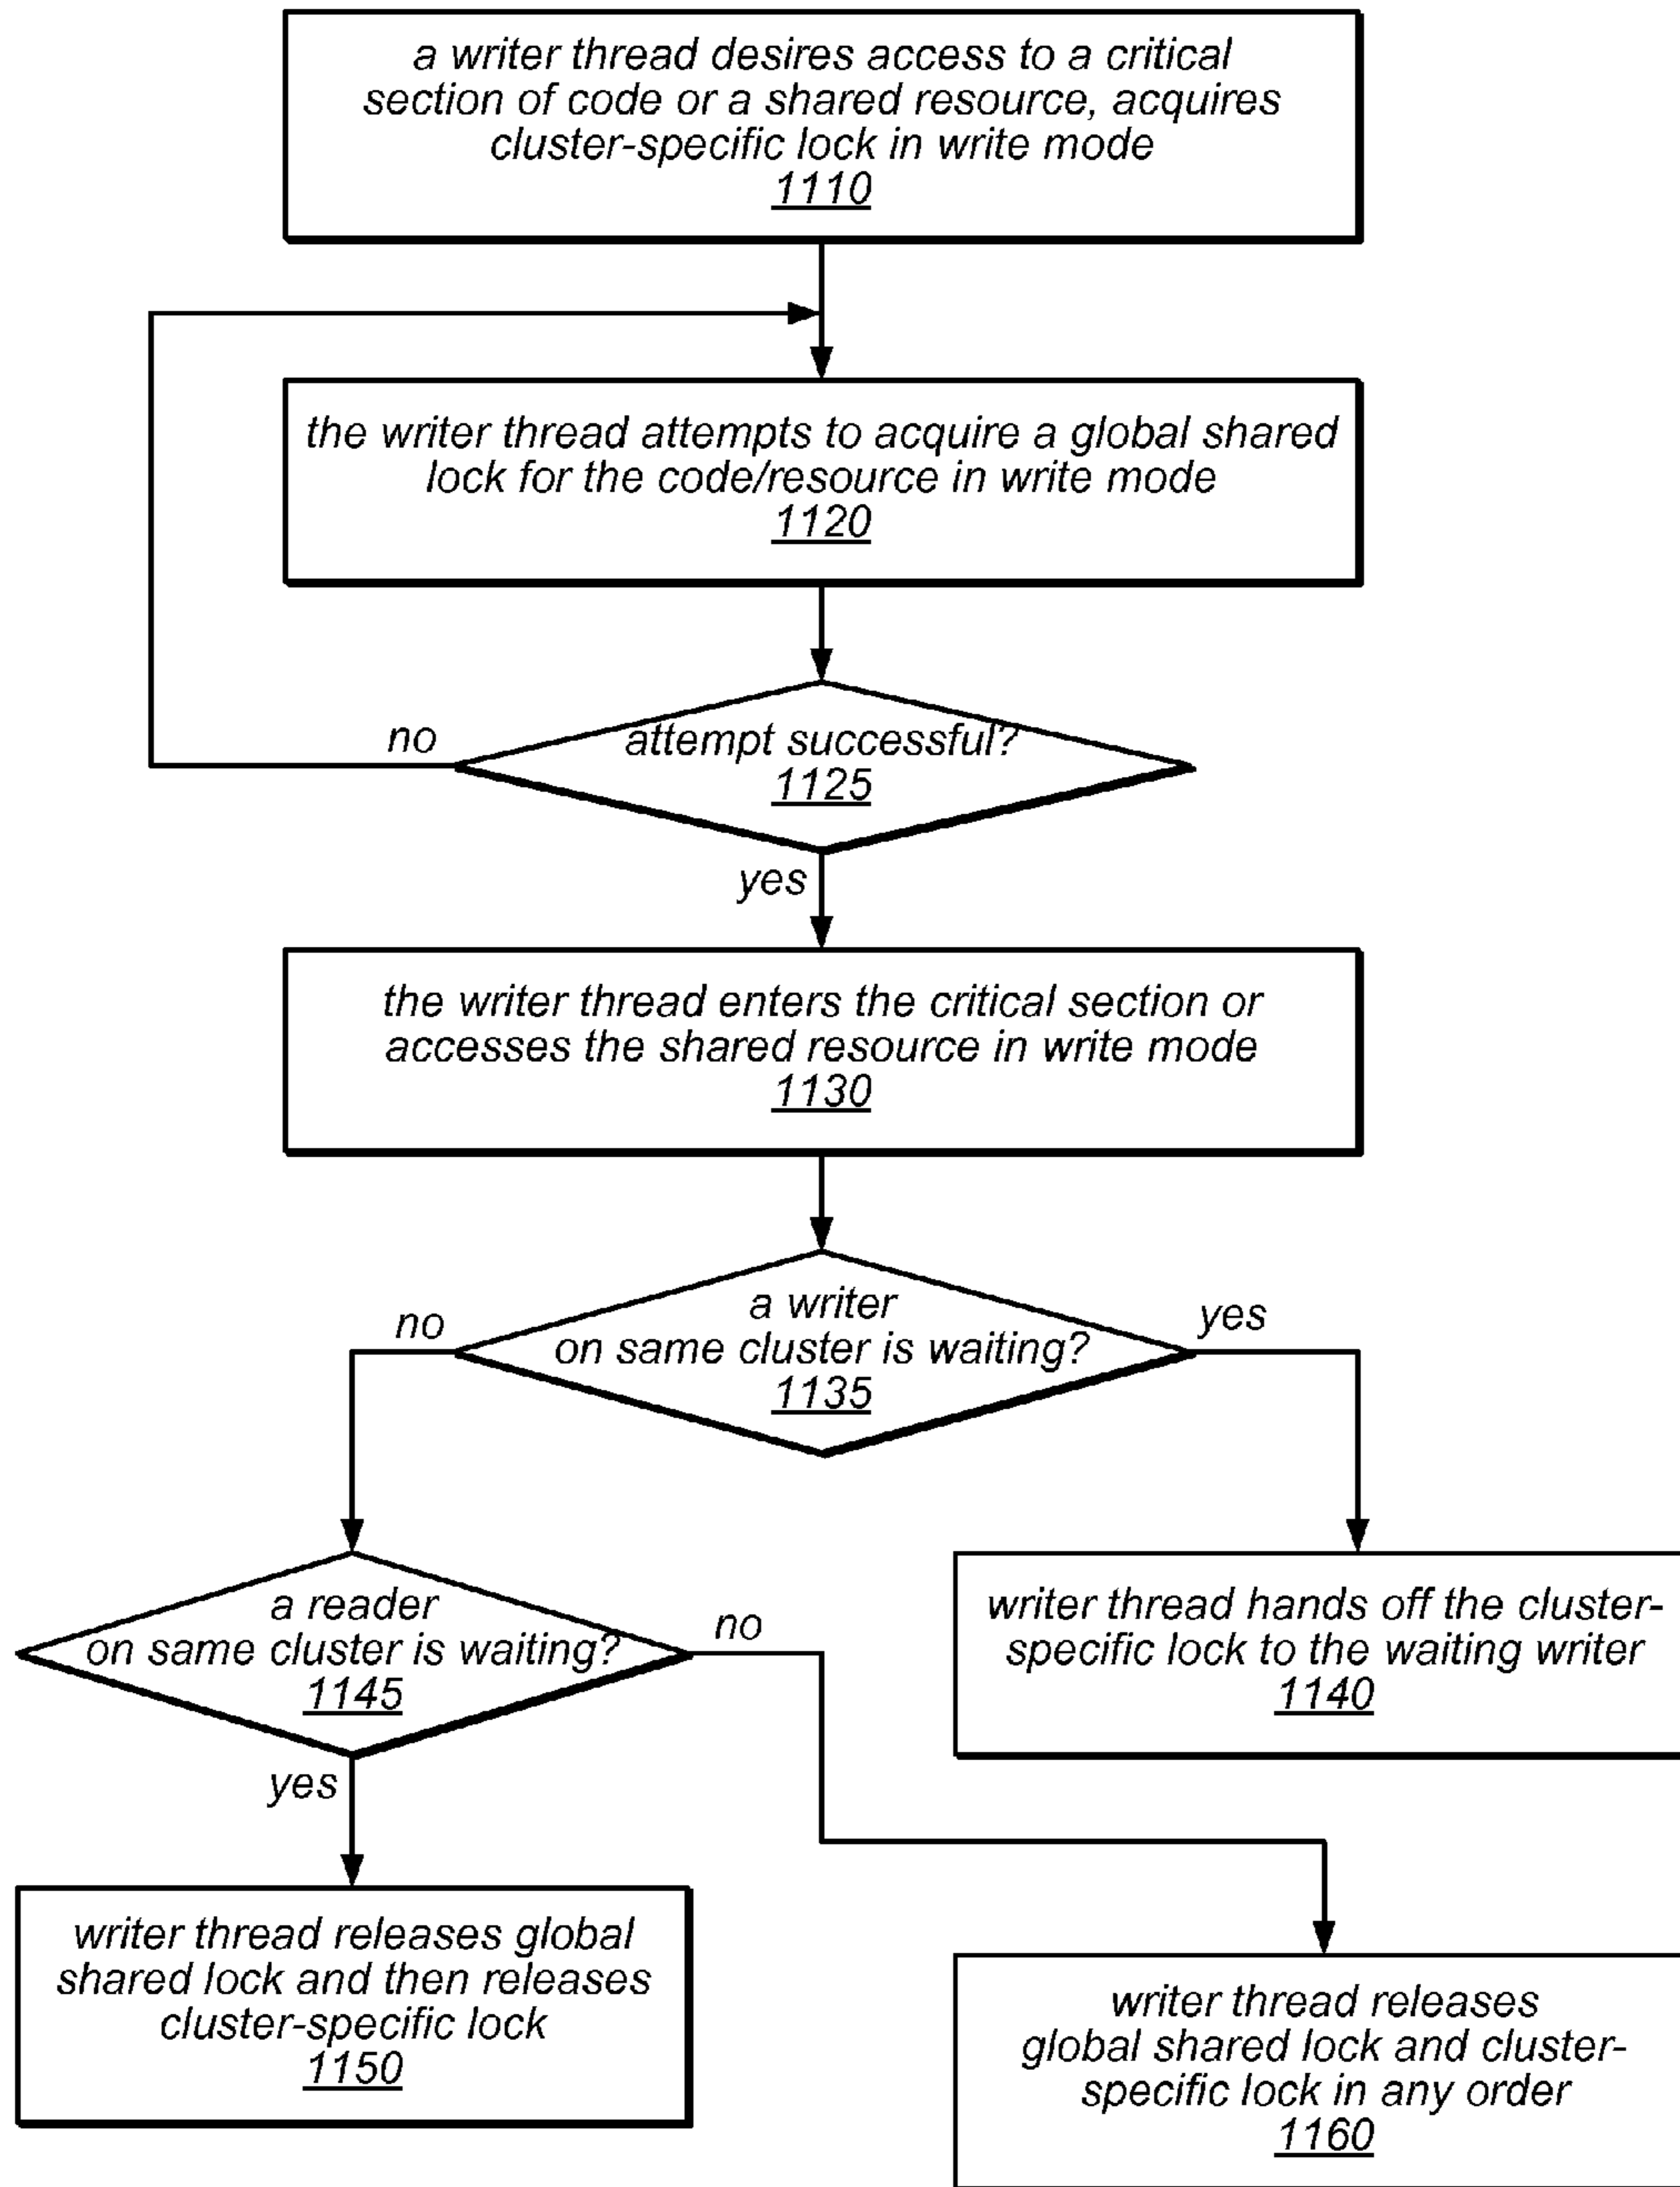 a writer thread desires access to a critical
section of code or a shared resource, acquires
cluster-specific lock in write mode
1110
the writer thread attempts to acquire a global shared
lock for the code/resource in write mode
1120
no
attempt successful?
1125
yes
the writer thread enters the critical section or
accesses the shared resource in write mode
1130
no
a writer
on same cluster is waiting?
1135
yes
a reader
on same cluster is waiting?
1145
no
yes
writer thread hands off the cluster-
specific lock to the waiting writer
1140
writer thread releases global
shared lock and then releases
cluster-specific lock
1150
writer thread releases
global shared lock and cluster-
specific lock in any order
1160